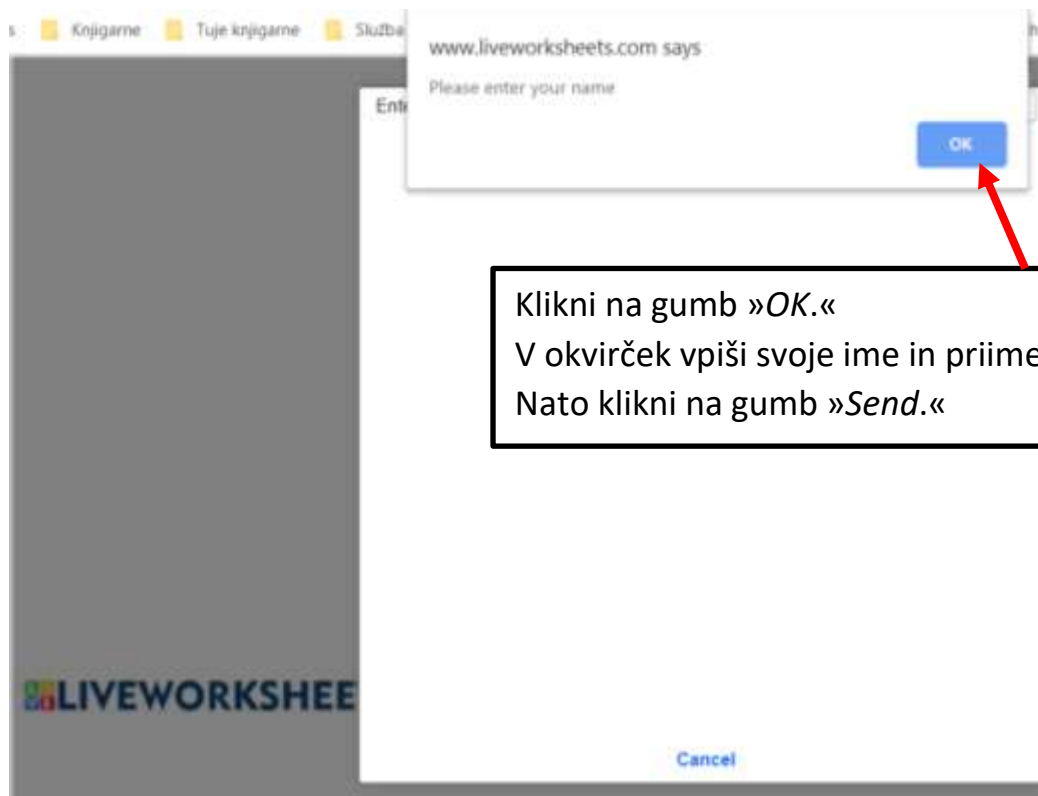 Knjigarne Tuje knjigarne Služba
www.liveworksheets.com says
Please enter your name
OK
Klikni na gumb »OK.«
V okvirček vpiši svoje ime in priime
Nato klikni na gumb »Send.«
LIVEWORKSHEE
Cancel